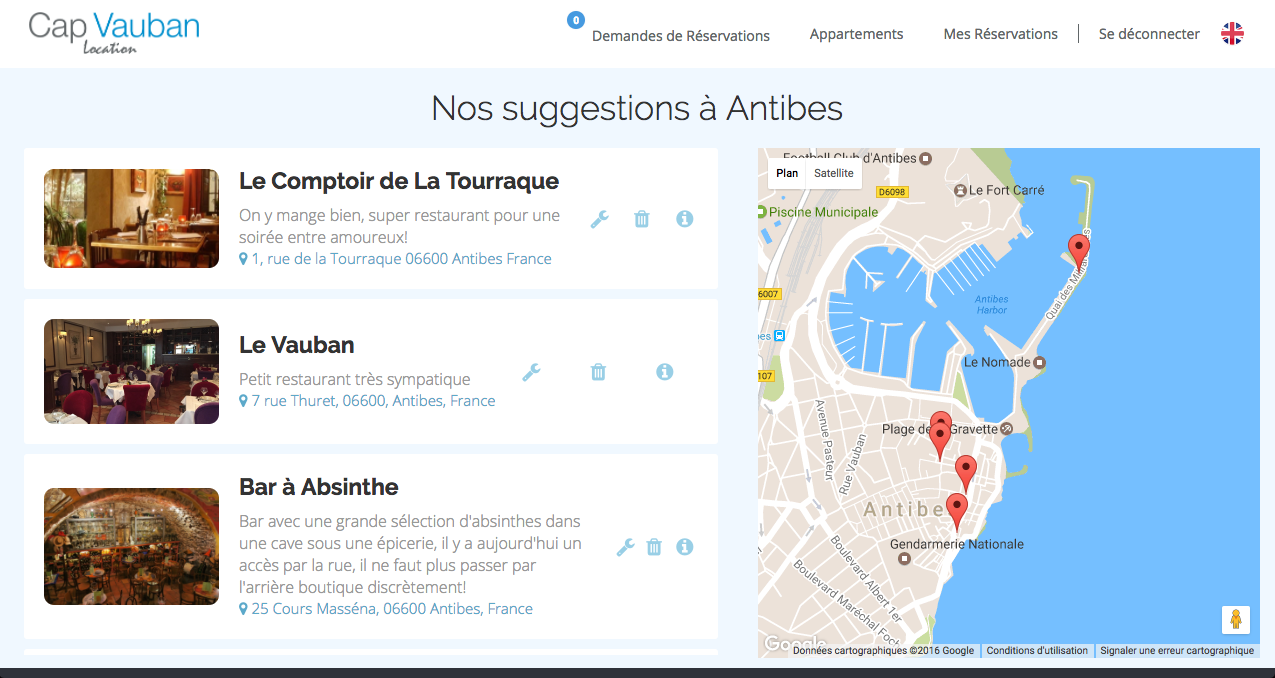 Cap Vauban
Location
0
Demandes de Réservations
Appartements
Mes Réservations
Se déconnecter
Nos suggestions à Antibes
Le Comptoir de La Tourraque
On y mange bien, super restaurant pour une
soirée entre amoureux!
1, rue de la Tourraque 06600 Antibes France
Le Vauban
Petit restaurant très sympatique
7 rue Thuret, 06600, Antibes, France
Bar à Absinthe
Bar avec une grande sélection d'absinthes dans
une cave sous une épicerie, il y a aujourd'hui un
accès par la rue, il ne faut plus passer par
l'arrière boutique discrètement!
25 Cours Masséna, 06600 Antibes, France
Football Club d'Antibes
Plan
Satellite
D6098
Le Fort Carré
Piscine Municipale
Quai des
6007
Antibes
Harbor
Le Nomade
107
Avenue Pasteur
Rue Vauban
Plage de Gravette
Antibe
Gendarmerie Nationale
Boulevard Albert 1er
Boulevard Maréchal Foc
Google
Données cartographiques ©2016 Google
Conditions d'utilisation
Signaler une erreur cartographique